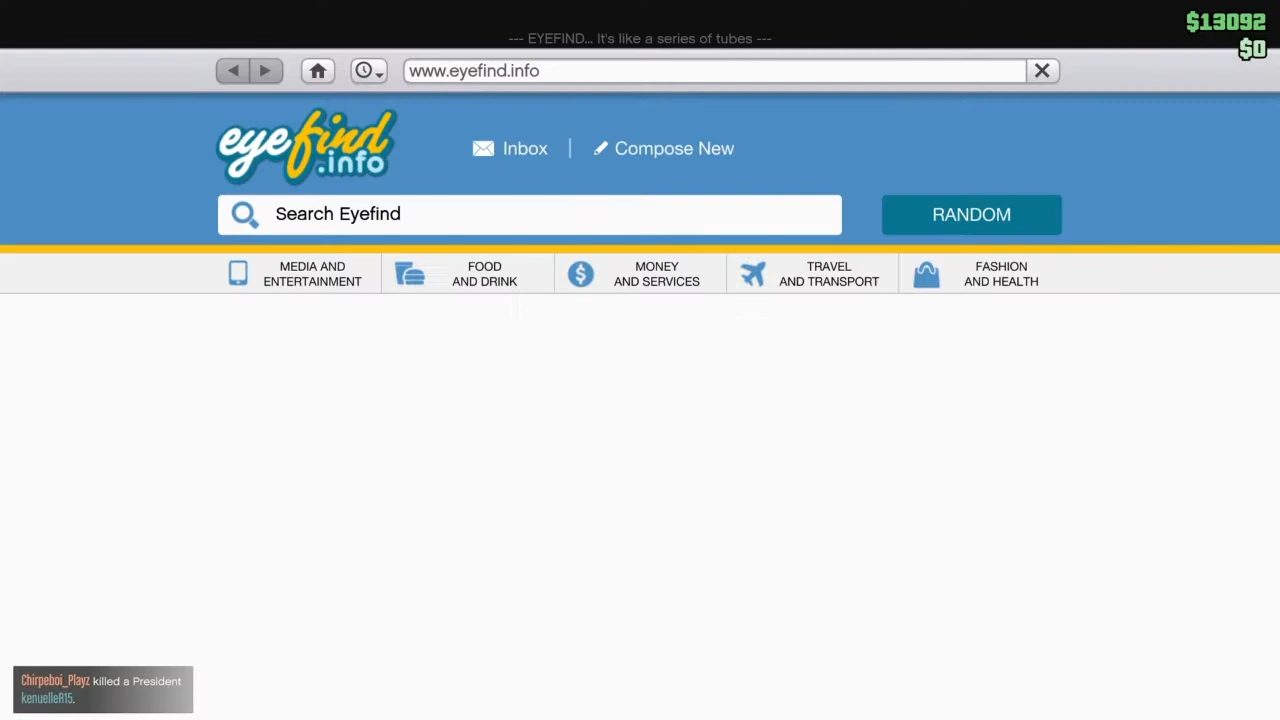 $13092
--- EYEFIND... It's like a series of tubes ---
$0
www.eyefind.info
eyefind
.info
Inbox
Compose New
Search Eyefind
RANDOM
MEDIA AND
ENTERTAINMENT
FOOD
AND DRINK
MONEY
AND SERVICES
TRAVEL
AND TRANSPORT
FASHION
AND HEALTH
Chirpeboi_Playz killed a President
kenuelleR15.